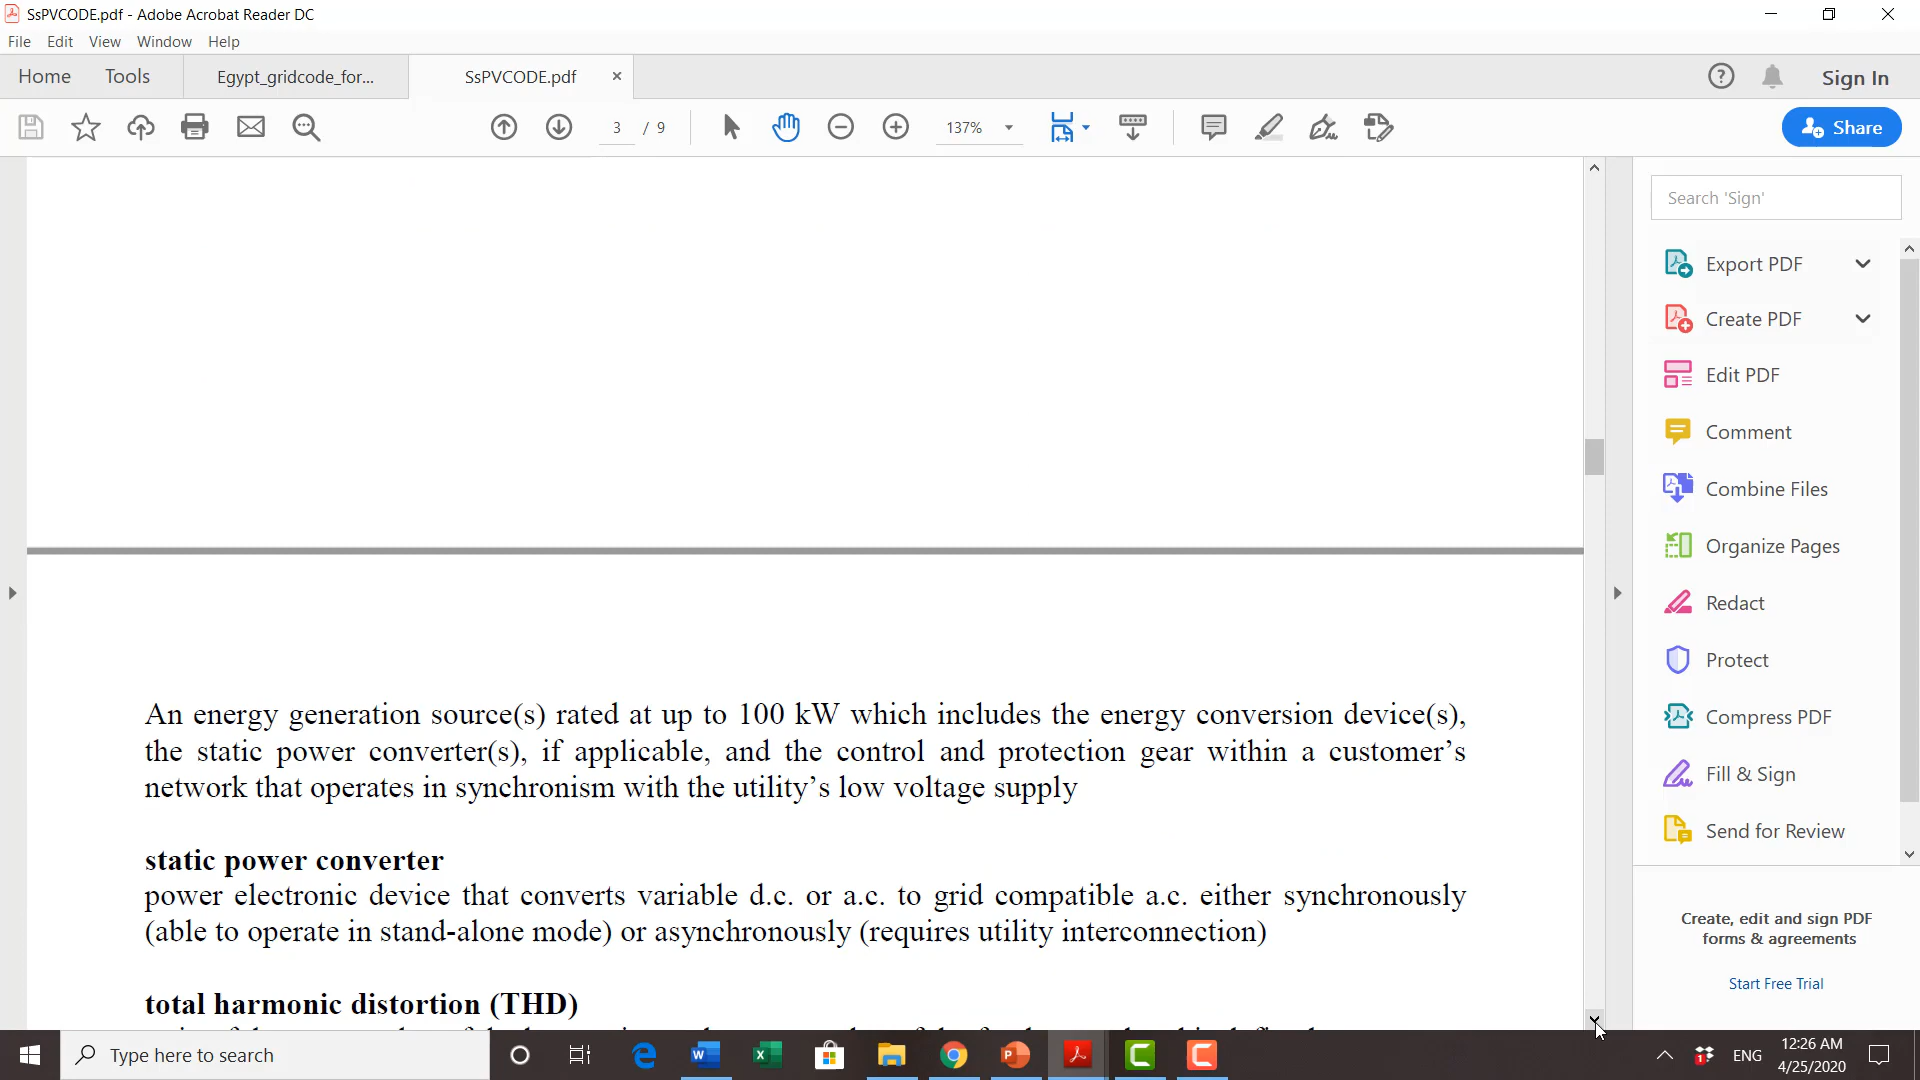 SsPVCODE.pdf - Adobe Acrobat Reader DC
File Edit View Window Help
Home Tools Egypt_gridcode_for... SsPVCODE.pdf Sign In
3 / 9 137% Share
Search 'Sign'
Export PDF
Create PDF
Edit PDF
Comment
Combine Files
Organize Pages
Redact
Protect
Compress PDF
Fill & Sign
Send for Review
Create, edit and sign PDF
forms & agreements
Start Free Trial
An energy generation source(s) rated at up to 100 kW which includes the energy conversion device(s),
the static power converter(s), if applicable, and the control and protection gear within a customer’s
network that operates in synchronism with the utility’s low voltage supply
static power converter
power electronic device that converts variable d.c. or a.c. to grid compatible a.c. either synchronously
(able to operate in stand-alone mode) or asynchronously (requires utility interconnection)
total harmonic distortion (THD)
Type here to search
ENG
12:26 AM
4/25/2020